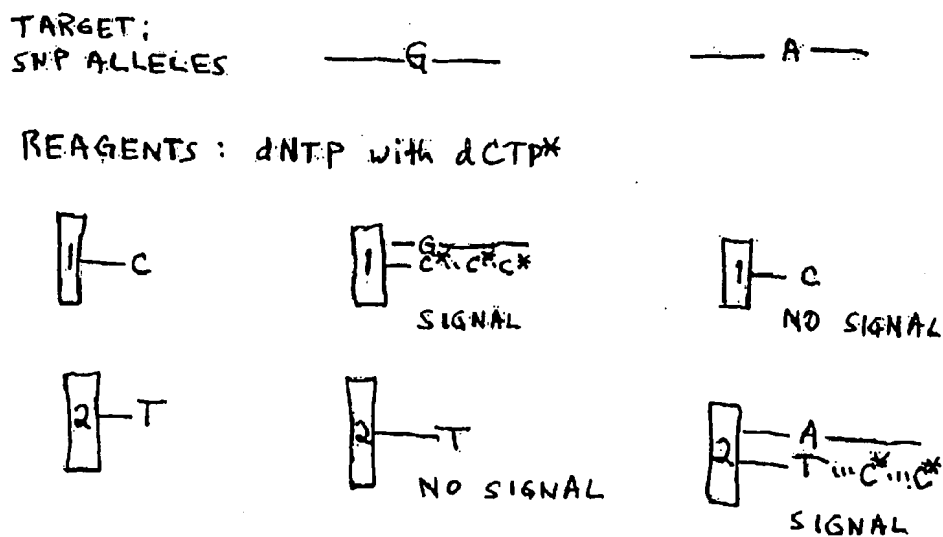 TARGET:
SNP ALLELES G A
REAGENTS: dNTP with dCTP*
1 C
1 G C*..C*.C*
SIGNAL
1 C
NO SIGNAL
2 T
2 T
NO SIGNAL
2 A T...C*...C*
SIGNAL